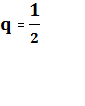 q = 1/2